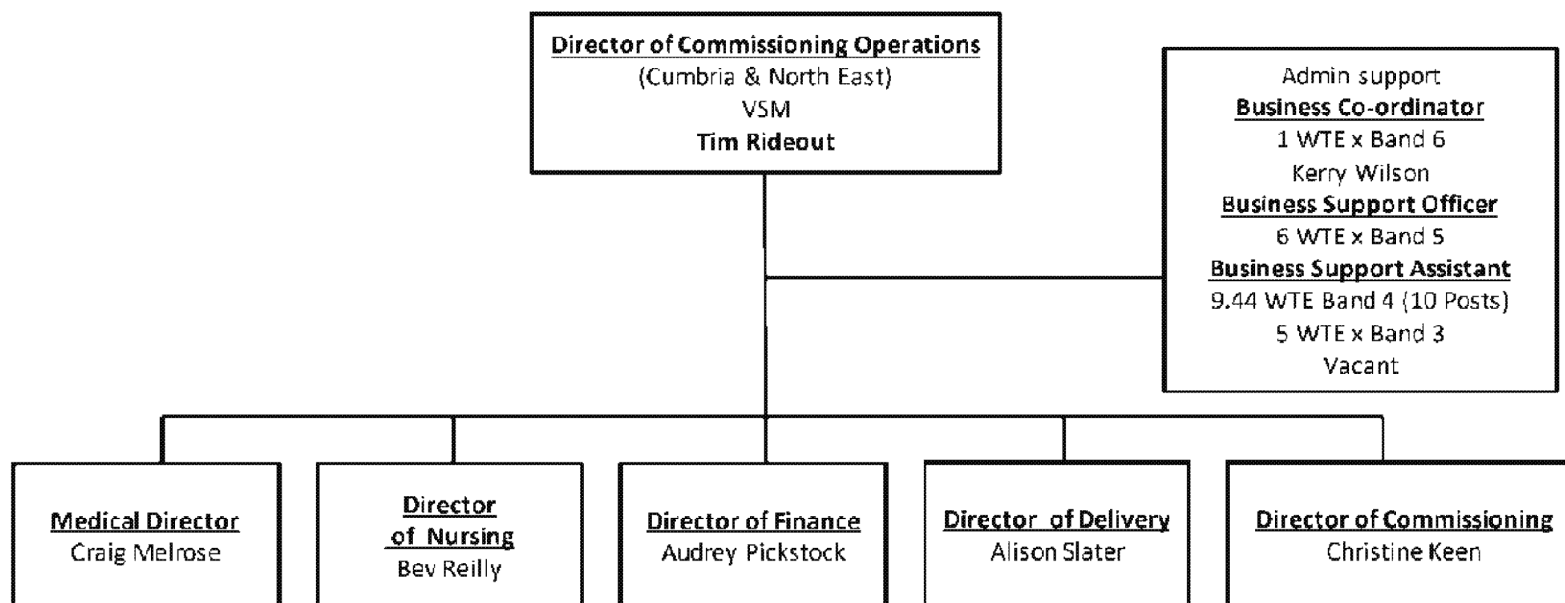 Director of Commissioning Operations
(Cumbria & North East)
VSM
Tim Rideout
Admin support
Business Co-ordinator
1 WTE x Band 6
Kerry Wilson
Business Support Officer
6 WTE x Band 5
Business Support Assistant
9.44 WTE Band 4 (10 Posts)
5 WTE x Band 3
Vacant
Medical Director
Craig Melrose
Director
of Nursing
Bev Reilly
Director of Finance
Audrey Pickstock
Director of Delivery
Alison Slater
Director of Commissioning
Christine Keen